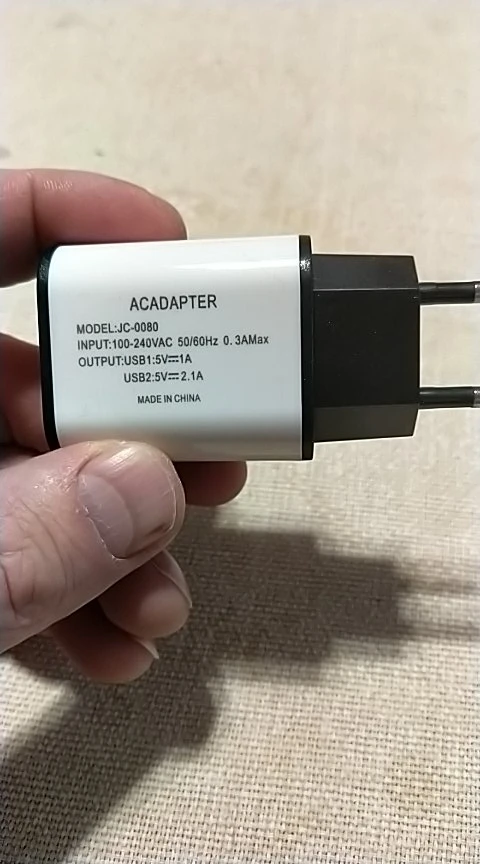 ACADAPTER
MODEL:JC-0080
INPUT:100-240VAC 50/60Hz 0.3AMax
OUTPUT:USB1:5V⎓1A
USB2:5V⎓2.1A
MADE IN CHINA